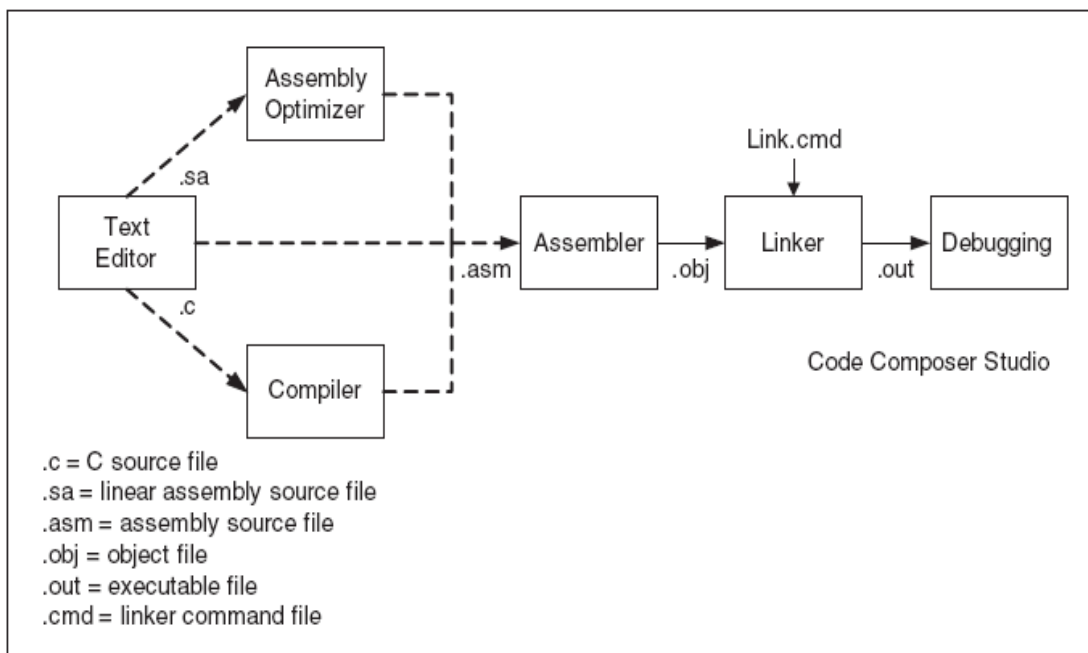 Assembly
Optimizer
Link.cmd
.sa
Text
Editor
Assembler
Linker
Debugging
.asm
.obj
.out
.c
Compiler
Code Composer Studio
.c = C source file
.sa = linear assembly source file
.asm = assembly source file
.obj = object file
.out = executable file
.cmd = linker command file